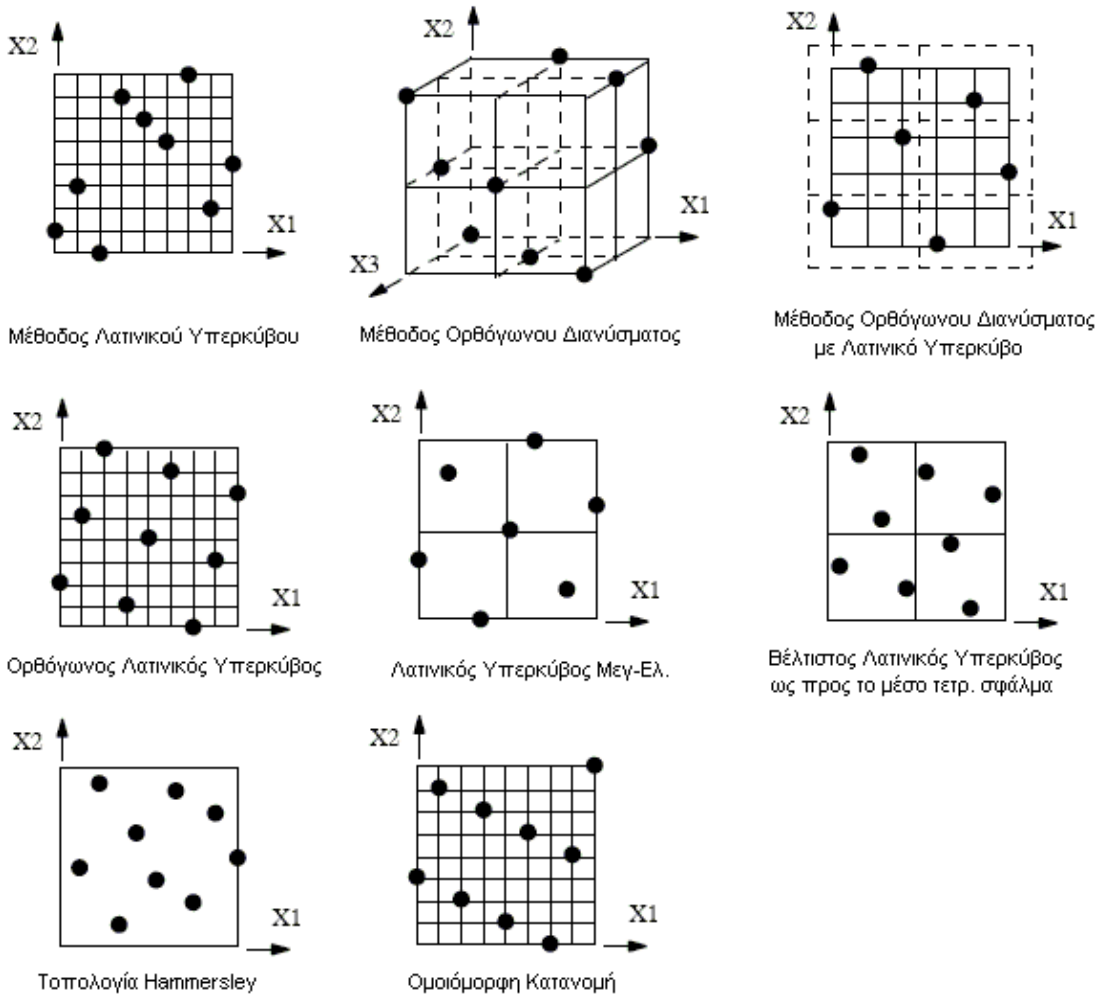 X2
X1
Μέθοδος Λατινικού Υπερκύβου
X2
X1
X3
Μέθοδος Ορθόγωνου Διανύσματος
X2
X1
Μέθοδος Ορθόγωνου Διανύσματος
με Λατινικό Υπερκύβο
X2
X1
Ορθόγωνος Λατινικός Υπερκύβος
X2
X1
Λατινικός Υπερκύβος Μεγ-Ελ.
X2
X1
Βέλτιστος Λατινικός Υπερκύβος
ως προς το μέσο τετρ. σφάλμα
X2
X1
Τοπολογία Hammersley
X2
X1
Ομοιόμορφη Κατανομή